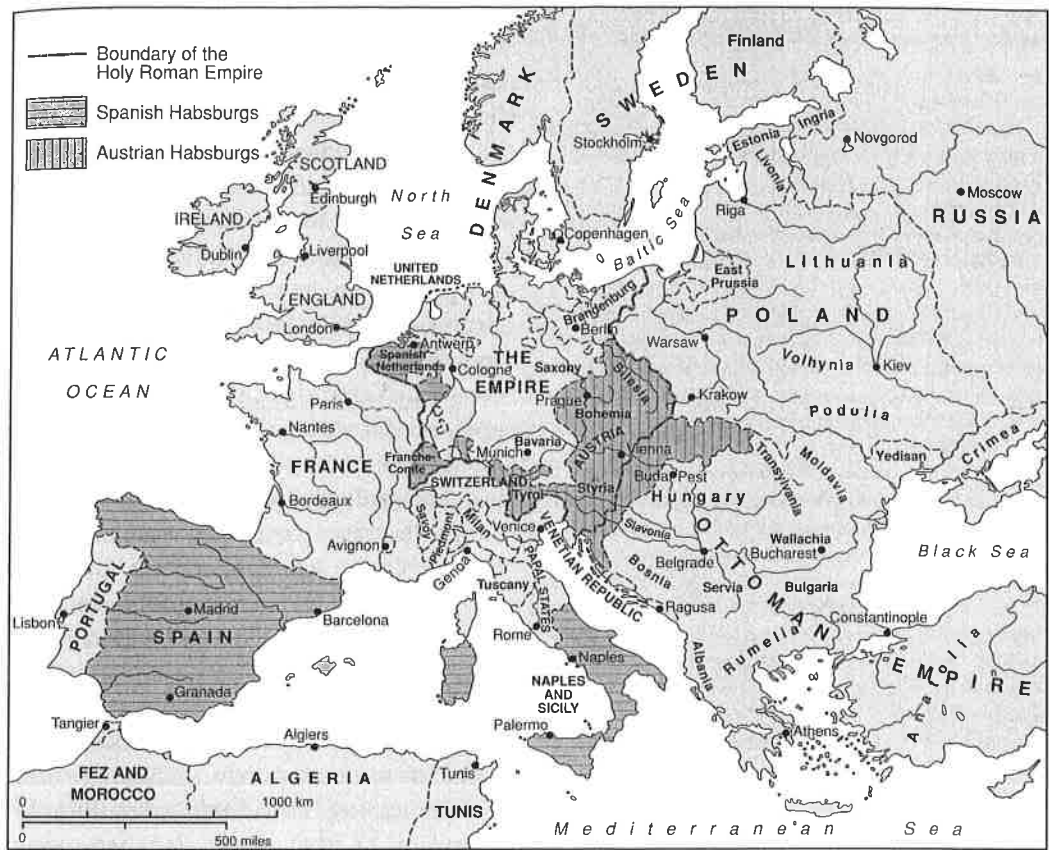 Boundary of the
Holy Roman Empire
Spanish Habsburgs
Austrian Habsburgs
Finland
SWEDEN
DENMARK
Stockholm
Estonia
Ingria
Novgorod
Livonia
SCOTLAND
Edinburgh
North
Sea
Moscow
RUSSIA
Riga
IRELAND
Dublin
Liverpool
Copenhagen
Baltic Sea
UNITED
NETHERLANDS
East
Prussia
Lithuania
ENGLAND
London
Brandenburg
Berlin
POLAND
ATLANTIC
OCEAN
Antwerp
Spanish
Netherlands
Cologne
THE
EMPIRE
Saxony
Silesia
Warsaw
Volhynia
Kiev
Paris
Prague
Bohemia
Krakow
Podulia
Nantes
FRANCE
Franche-
Comte
Munich
Bavaria
AUSTRIA
Vienna
Transylvania
Moldavia
Yedisan
Crimea
SWITZERLAND
Tyrol
Styria
Buda
Pest
Hungary
Bordeaux
Avignon
Savoy
Piedmont
Milan
Venice
VENETIAN REPUBLIC
Slavonia
Belgrade
Wallachia
Bucharest
Black Sea
Genoa
Tuscany
PAPAL STATES
Bosnia
Servia
Bulgaria
OTTOMAN
EMPIRE
PORTUGAL
Lisbon
Madrid
SPAIN
Barcelona
Rome
Ragusa
Constantinople
Naples
Albania
Rumelia
Anatolia
Granada
NAPLES
AND
SICILY
Tangier
Algiers
Palermo
Athens
FEZ AND
MOROCCO
ALGERIA
Tunis
TUNIS
0 1000 km
0 500 miles
Mediterranean Sea